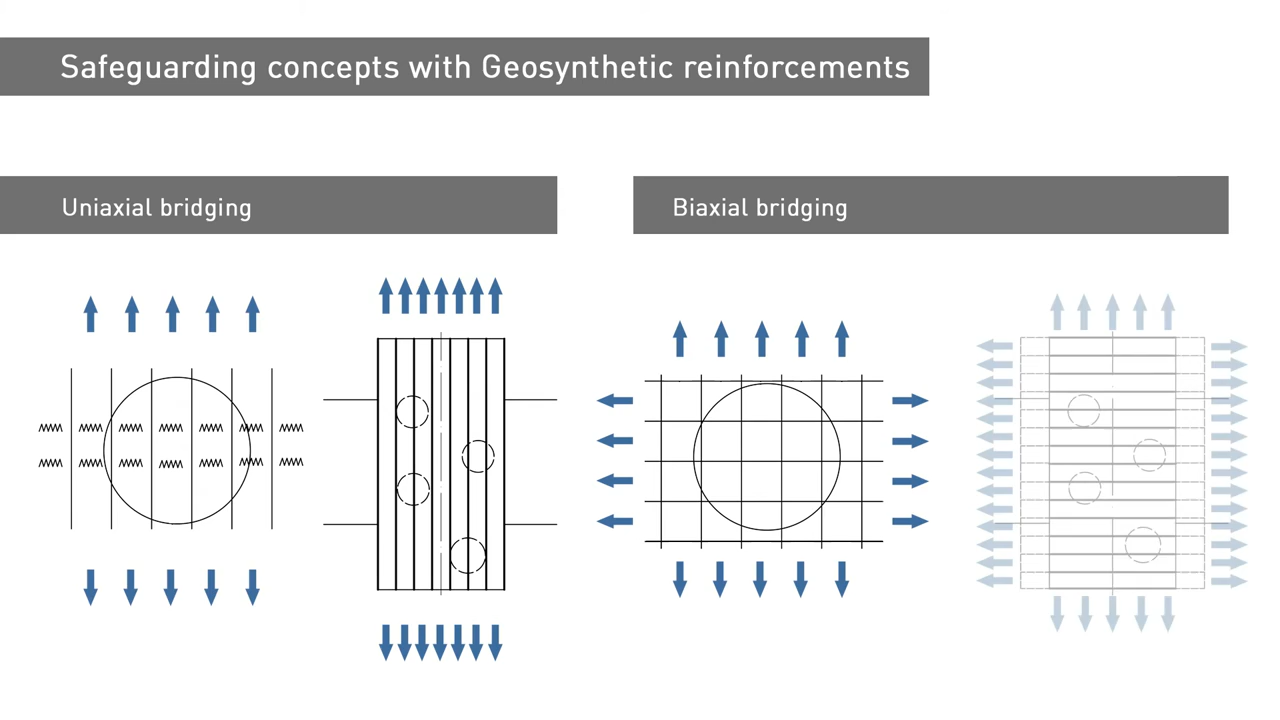 Safeguarding concepts with Geosynthetic reinforcements
Uniaxial bridging
Biaxial bridging